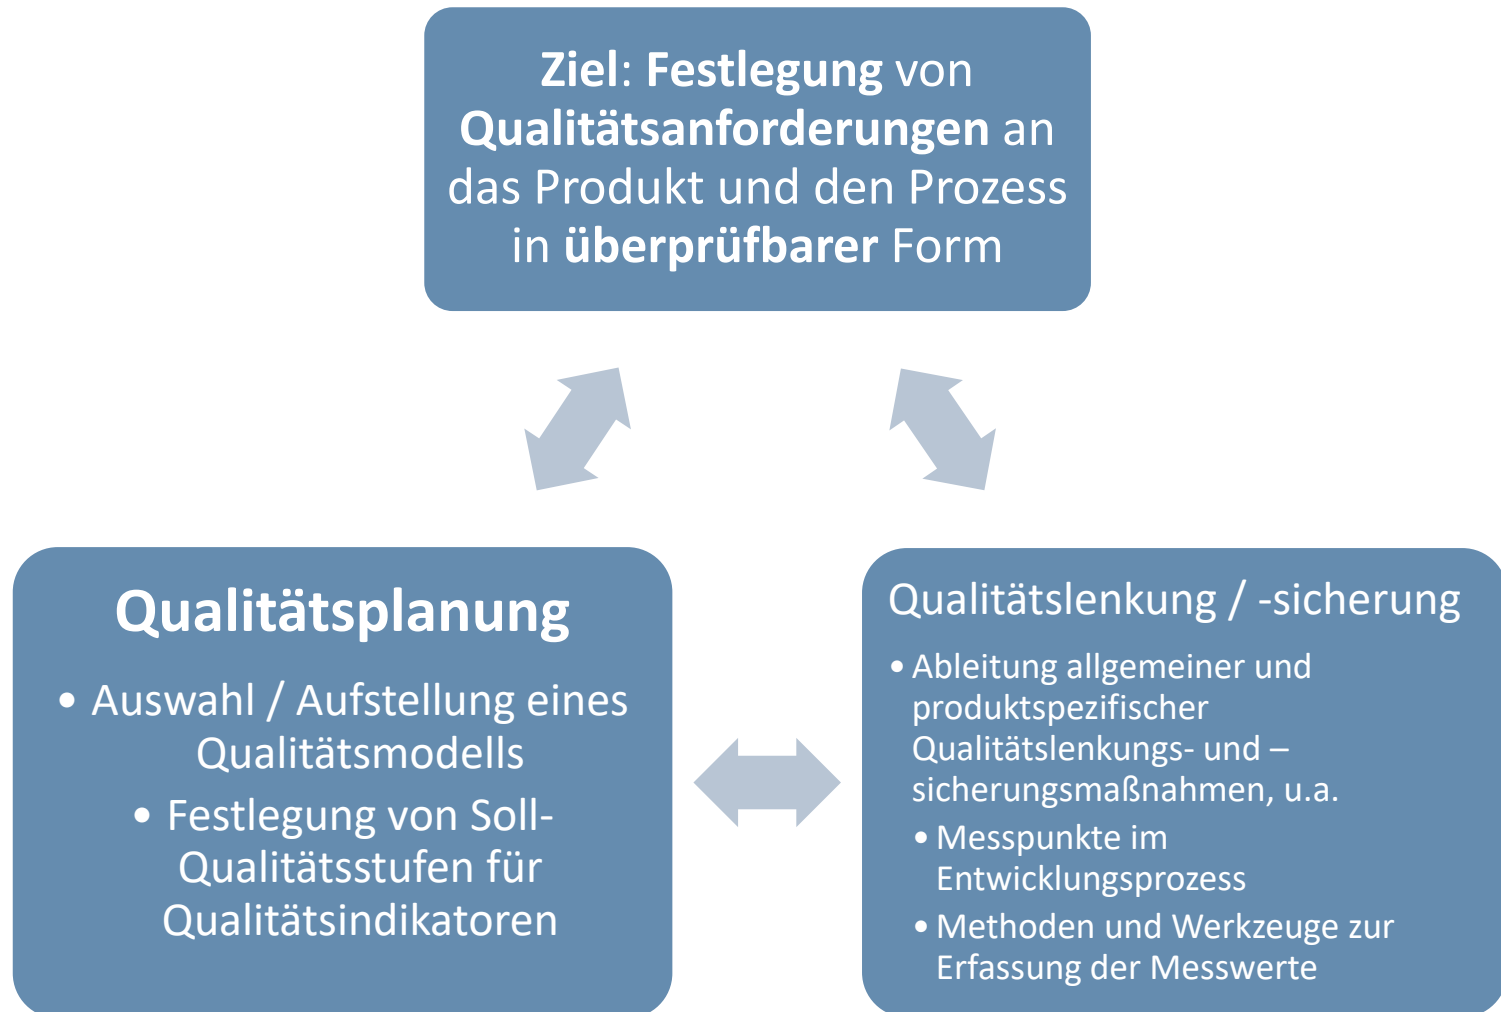 Ziel: Festlegung von
Qualitätsanforderungen an
das Produkt und den Prozess
in überprüfbarer Form
Qualitätsplanung
• Auswahl / Aufstellung eines
Qualitätsmodells
• Festlegung von Soll-
Qualitätsstufen für
Qualitätsindikatoren
Qualitätslenkung / -sicherung
• Ableitung allgemeiner und
produktspezifischer
Qualitätslenkungs- und –
sicherungsmaßnahmen, u.a.
• Messpunkte im
Entwicklungsprozess
• Methoden und Werkzeuge zur
Erfassung der Messwerte